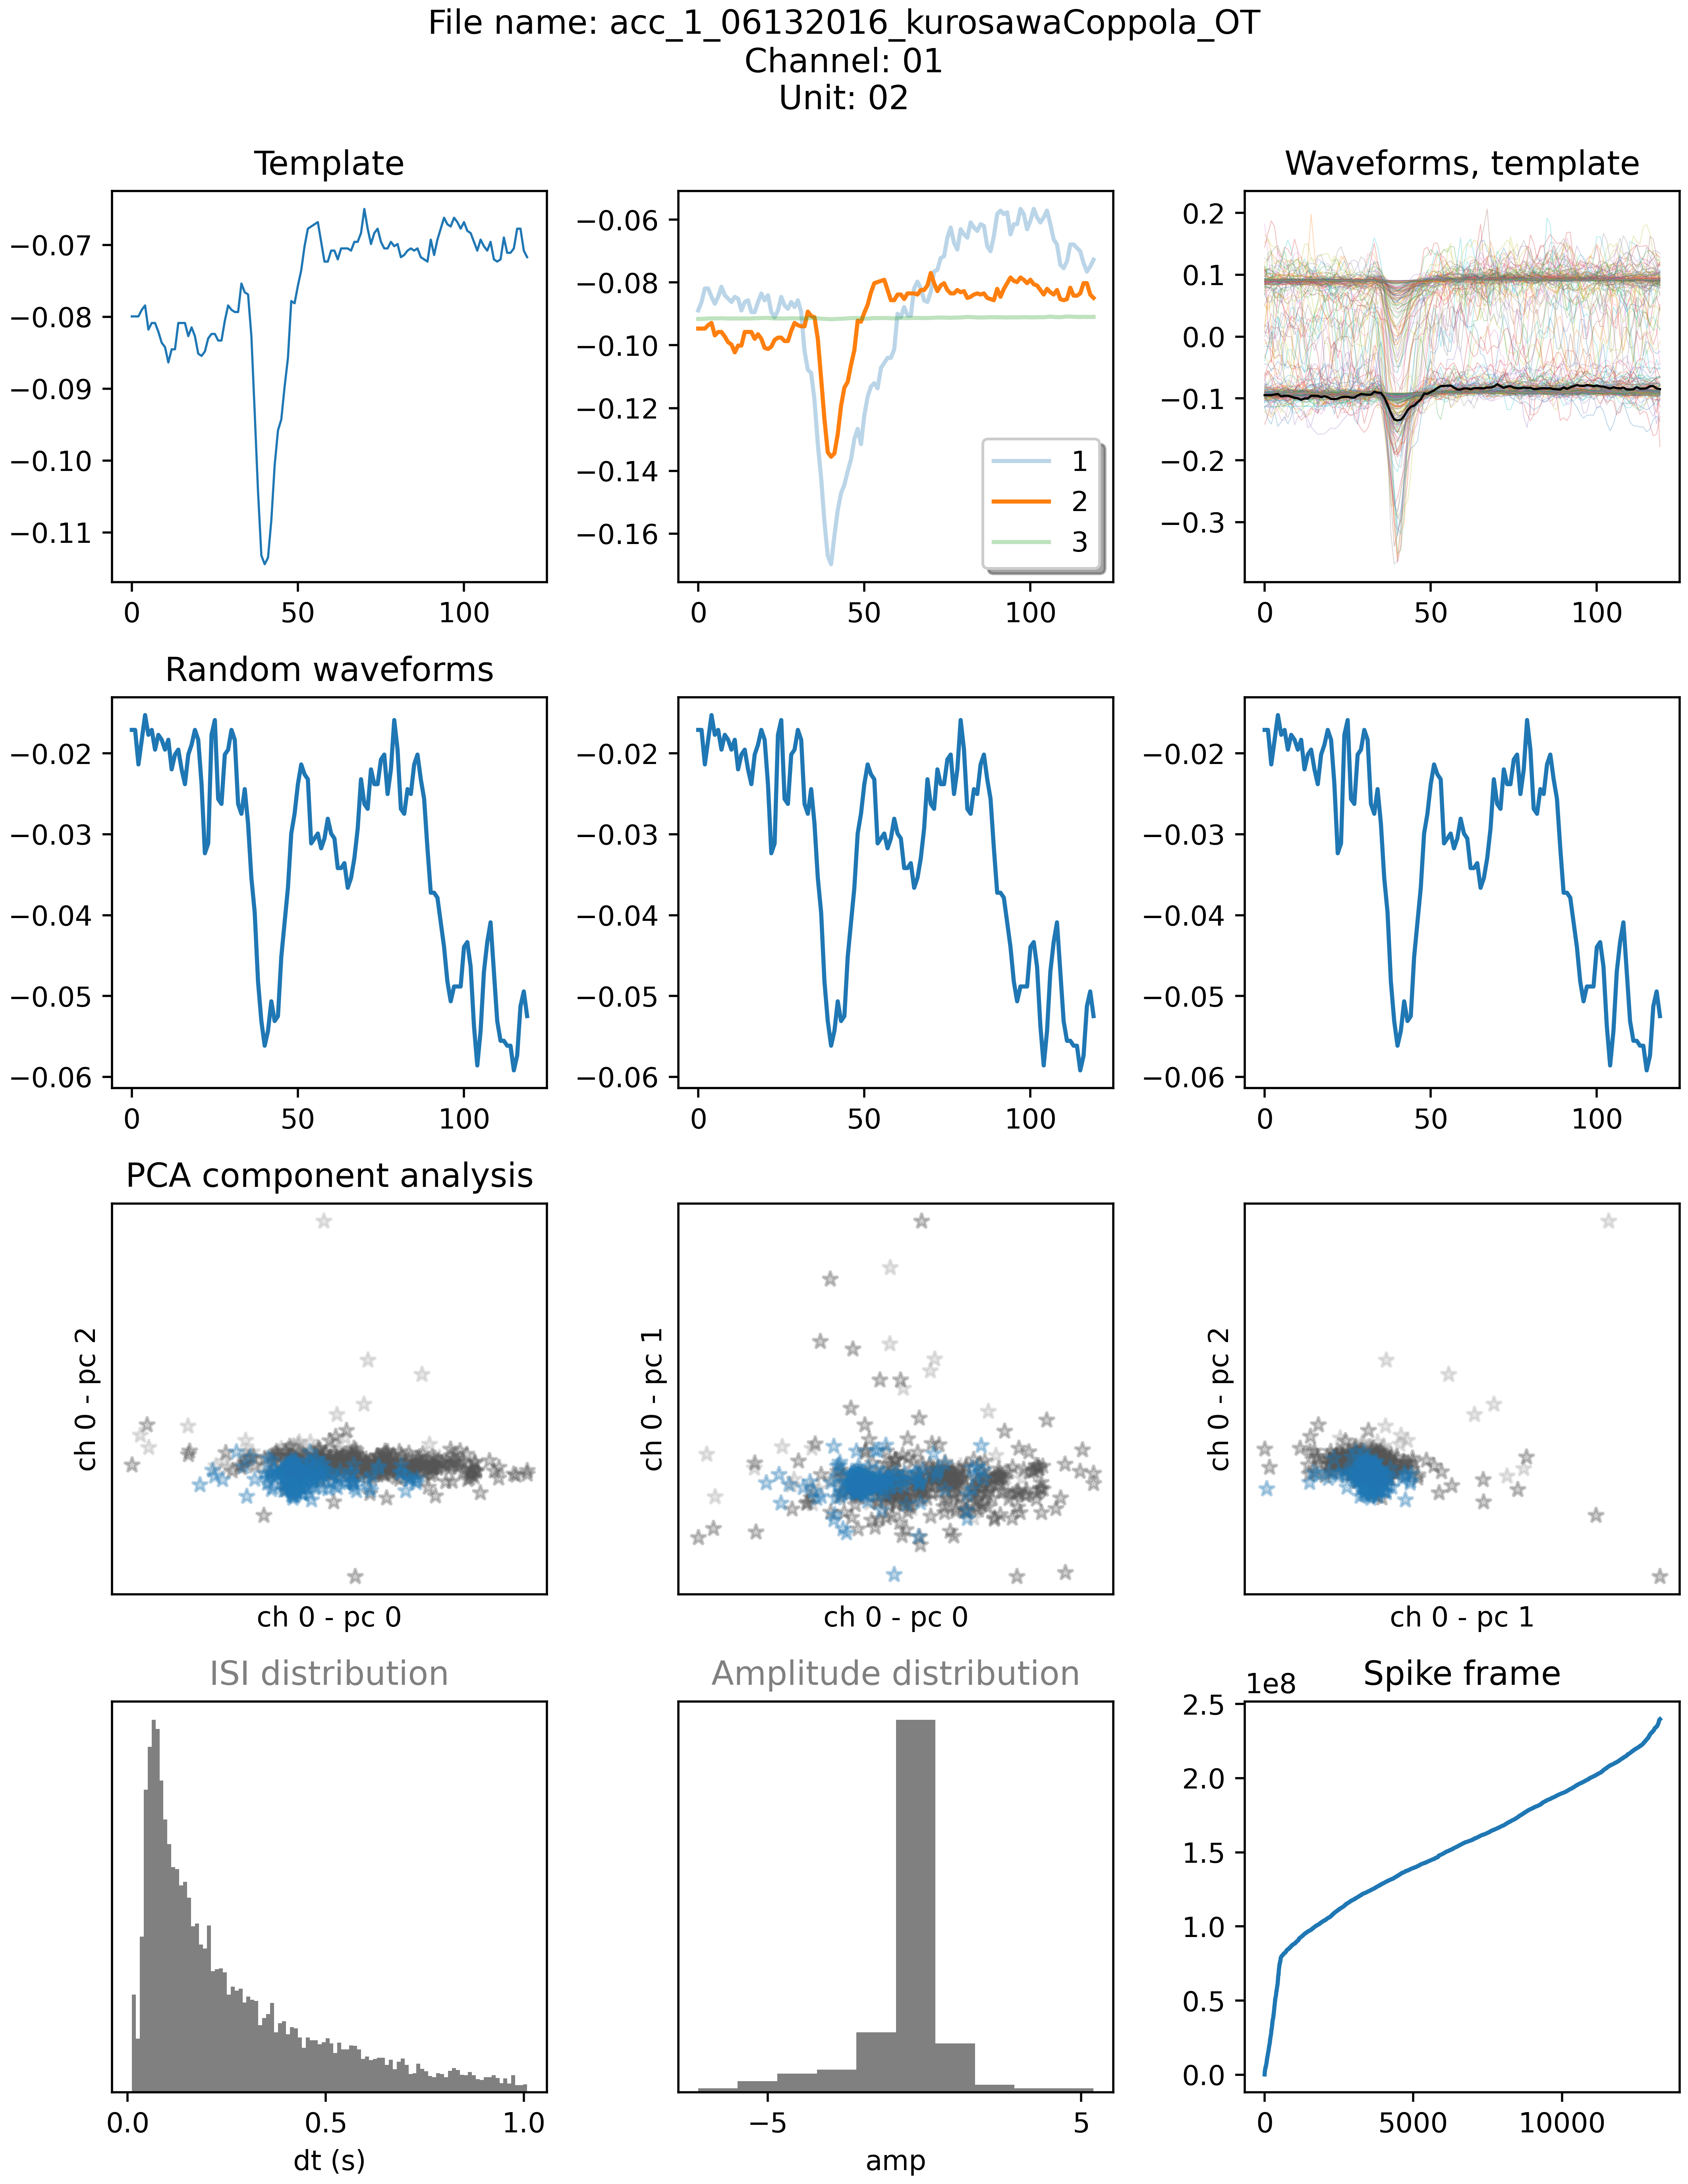 File name: acc_1_06132016_kurosawaCoppola_OT
Channel: 01
Unit: 02
Template
−0.07
−0.08
−0.09
−0.10
−0.11
0 50 100
−0.06
−0.08
−0.10
−0.12
−0.14
−0.16
1
2
3
0 50 100
Waveforms, template
0.2
0.1
0.0
−0.1
−0.2
−0.3
0 50 100
Random waveforms
−0.02
−0.03
−0.04
−0.05
−0.06
0 50 100
−0.02
−0.03
−0.04
−0.05
−0.06
0 50 100
−0.02
−0.03
−0.04
−0.05
−0.06
0 50 100
PCA component analysis
ch 0 - pc 2
ch 0 - pc 0
ch 0 - pc 1
ch 0 - pc 0
ch 0 - pc 2
ch 0 - pc 1
ISI distribution
0.0 0.5 1.0
dt (s)
Amplitude distribution
−5 5
amp
Spike frame
1e8
2.5
2.0
1.5
1.0
0.5
0.0
0 5000 10000